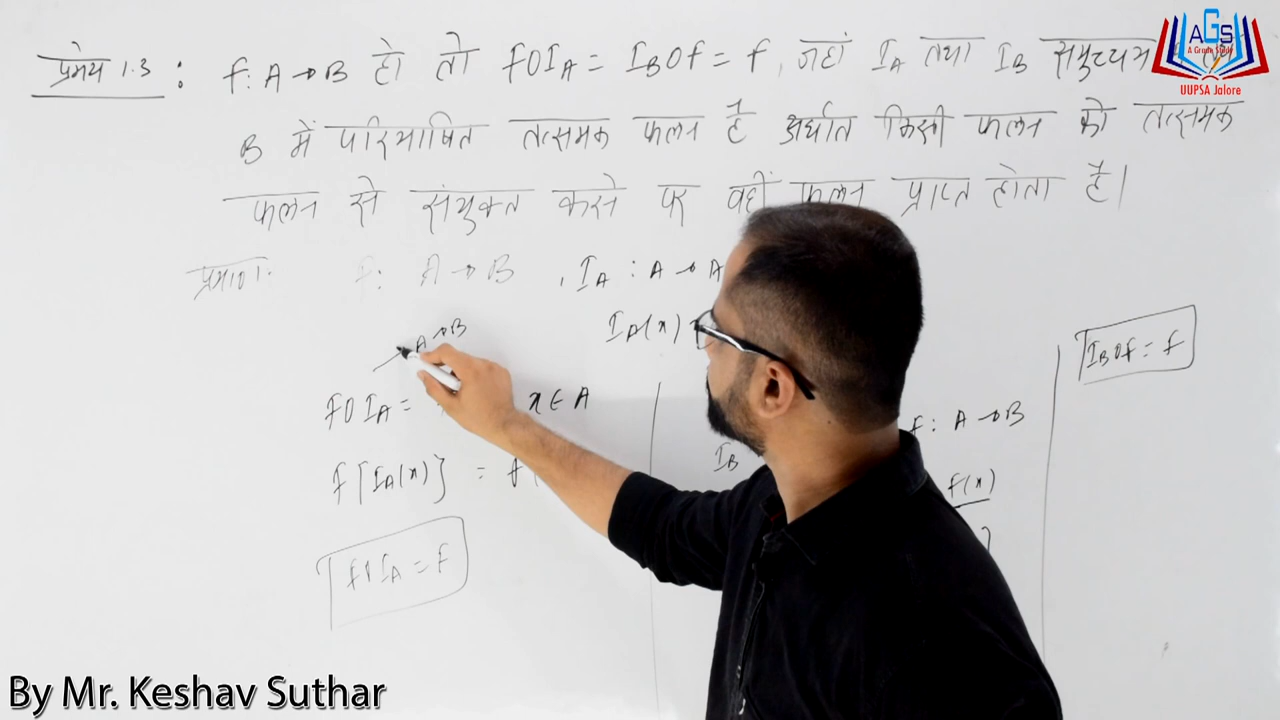 प्रमेय 1.3 : f: A → B हो तो FOI_A = I_BOf = f, जहां I_A तथा I_B समुच्चय
B में परिभाषित तत्समक फलन है अर्थात किसी फलन को तत्समक
फलन से संयुक्त करने पर वही फलन प्राप्त होता है।
प्रमाण: f: A → B , I_A : A → A
I_A(x)
A → B
I_BOf = f
FOI_A = x ∈ A
f: A → B
f[I_A(x)] = f(
I_B
f(x)
fOI_A = f
AGS
A Grade Study
UUPSA Jalore
By Mr. Keshav Suthar